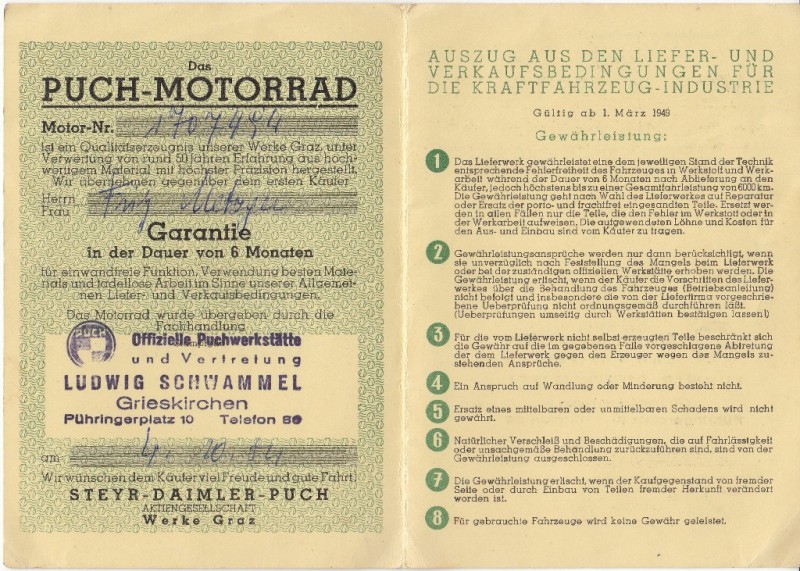 Das
PUCH-MOTORRAD
Motor-Nr. 1707494
ist ein Qualitätserzeugnis unserer Werke Graz, unter
Verwertung von rund 50 Jahren Erfahrung aus hoch-
wertigem Material mit höchster Präzision hergestellt.
Wir übernehmen gegenüber dem ersten Käufer
Herrn
Frau
Fritz
Garantie
in der Dauer von 6 Monaten
für einwandfreie Funktion, Verwendung besten Mate-
rials und tadellose Arbeit im Sinne unserer Allgemei-
nen Liefer- und Verkaufsbedingungen.
Das Motorrad wurde übergeben durch die
Fachhandlung
PUCH
Offizielle Puchwerkstätte
und Vertretung
LUDWIG SCHWAMMEL
Grieskirchen
Pühringerplatz 10 Telefon 80
am 4. 10. 54
Wir wünschen dem Käufer viel Freude und gute Fahrt!
STEYR-DAIMLER-PUCH
AKTIENGESELLSCHAFT
Werke Graz
AUSZUG AUS DEN LIEFER- UND
VERKAUFSBEDINGUNGEN FÜR
DIE KRAFTFAHRZEUG-INDUSTRIE
Gültig ab 1. März 1949
Gewährleistung:
1 Das Lieferwerk gewährleistet eine dem jeweiligen Stand der Technik
entsprechende Fehlerfreiheit des Fahrzeuges in Werkstoff und Werk-
arbeit während der Dauer von 6 Monaten nach Ablieferung an den
Käufer, jedoch höchstens bis zu einer Gesamtfahrleistung von 6000 km.
Die Gewährleistung geht nach Wahl des Lieferwerkes auf Reparatur
oder Ersatz der porto- und frachtfrei eingesandten Teile. Ersetzt wer-
den in allen Fällen nur die Teile, die den Fehler im Werkstoff oder in
der Werkarbeit aufweisen. Die aufgewendeten Löhne und Kosten für
den Aus- und Einbau sind vom Käufer zu tragen.
2 Gewährleistungsansprüche werden nur dann berücksichtigt, wenn
sie unverzüglich nach Feststellung des Mangels beim Lieferwerk
oder bei der zuständigen offiziellen Werkstätte erhoben werden. Die
Gewährleistung erlischt, wenn der Käufer die Vorschriften des Liefer-
werkes über die Behandlung des Fahrzeuges (Betriebsanleitung)
nicht befolgt und insbesondere die von der Lieferfirma vorgeschrie-
bene Ueberprüfung nicht ordnungsgemäß durchführen läßt.
(Ueberprüfungen umseitig durch Werkstätten bestätigen lassen!)
3 Für die vom Lieferwerk nicht selbst erzeugten Teile beschränkt sich
die Gewähr auf die im gegebenen Falle vorgeschlagene Abtretung
der dem Lieferwerk gegen den Erzeuger wegen des Mangels zu-
stehenden Ansprüche.
4 Ein Anspruch auf Wandlung oder Minderung besteht nicht.
5 Ersatz eines mittelbaren oder unmittelbaren Schadens wird nicht
gewährt.
6 Natürlicher Verschleiß und Beschädigungen, die auf Fahrlässigkeit
oder unsachgemäße Behandlung zurückzuführen sind, sind von der
Gewährleistung ausgeschlossen.
7 Die Gewährleistung erlischt, wenn der Kaufgegenstand von fremder
Seite oder durch Einbau von Teilen fremder Herkunft verändert
worden ist.
8 Für gebrauchte Fahrzeuge wird keine Gewähr geleistet.